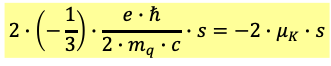 2 · (−1/3) · (e · ħ)/(2 · m_q · c) · s = −2 · μ_K · s